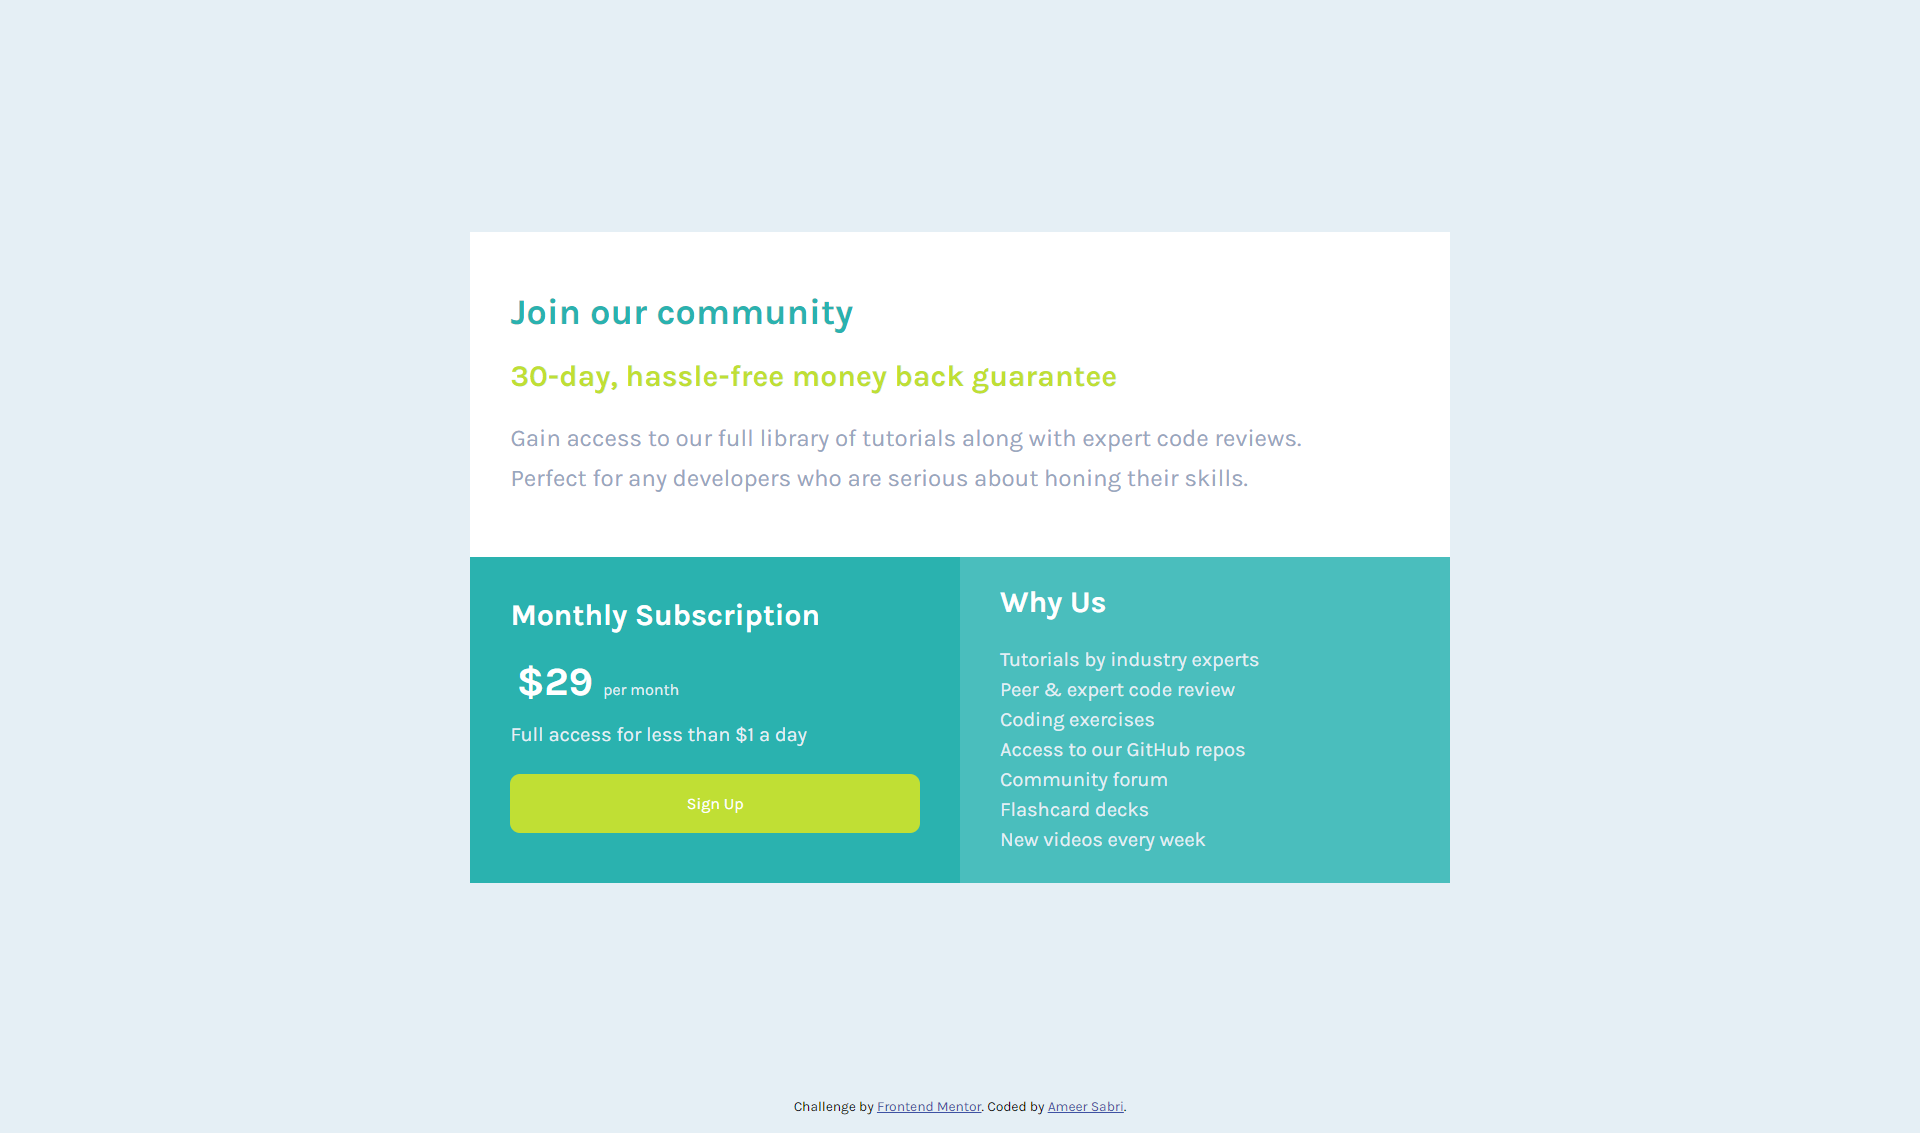 Join our community
30-day, hassle-free money back guarantee
Gain access to our full library of tutorials along with expert code reviews.
Perfect for any developers who are serious about honing their skills.
Monthly Subscription
$29 per month
Full access for less than $1 a day
Sign Up
Why Us
Tutorials by industry experts
Peer & expert code review
Coding exercises
Access to our GitHub repos
Community forum
Flashcard decks
New videos every week
Challenge by Frontend Mentor. Coded by Ameer Sabri.